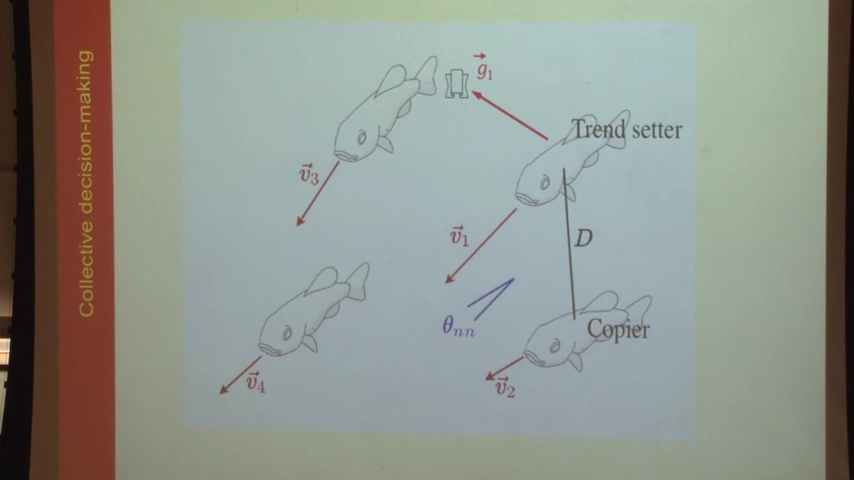 Collective decision-making
g⃗₁
Trend setter
v⃗₃
v⃗₁
D
θₙₙ
Copier
v⃗₄
v⃗₂